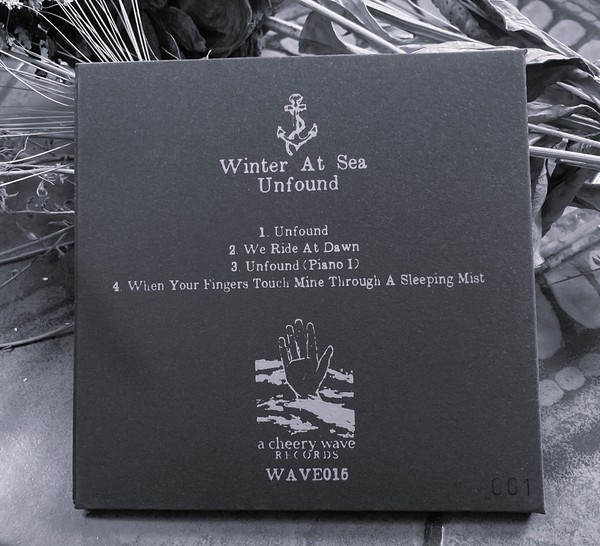 Winter At Sea
Unfound
1. Unfound
2. We Ride At Dawn
3. Unfound (Piano I)
4. When Your Fingers Touch Mine Through A Sleeping Mist
a cheery wave
RECORDS
WAVE016
001